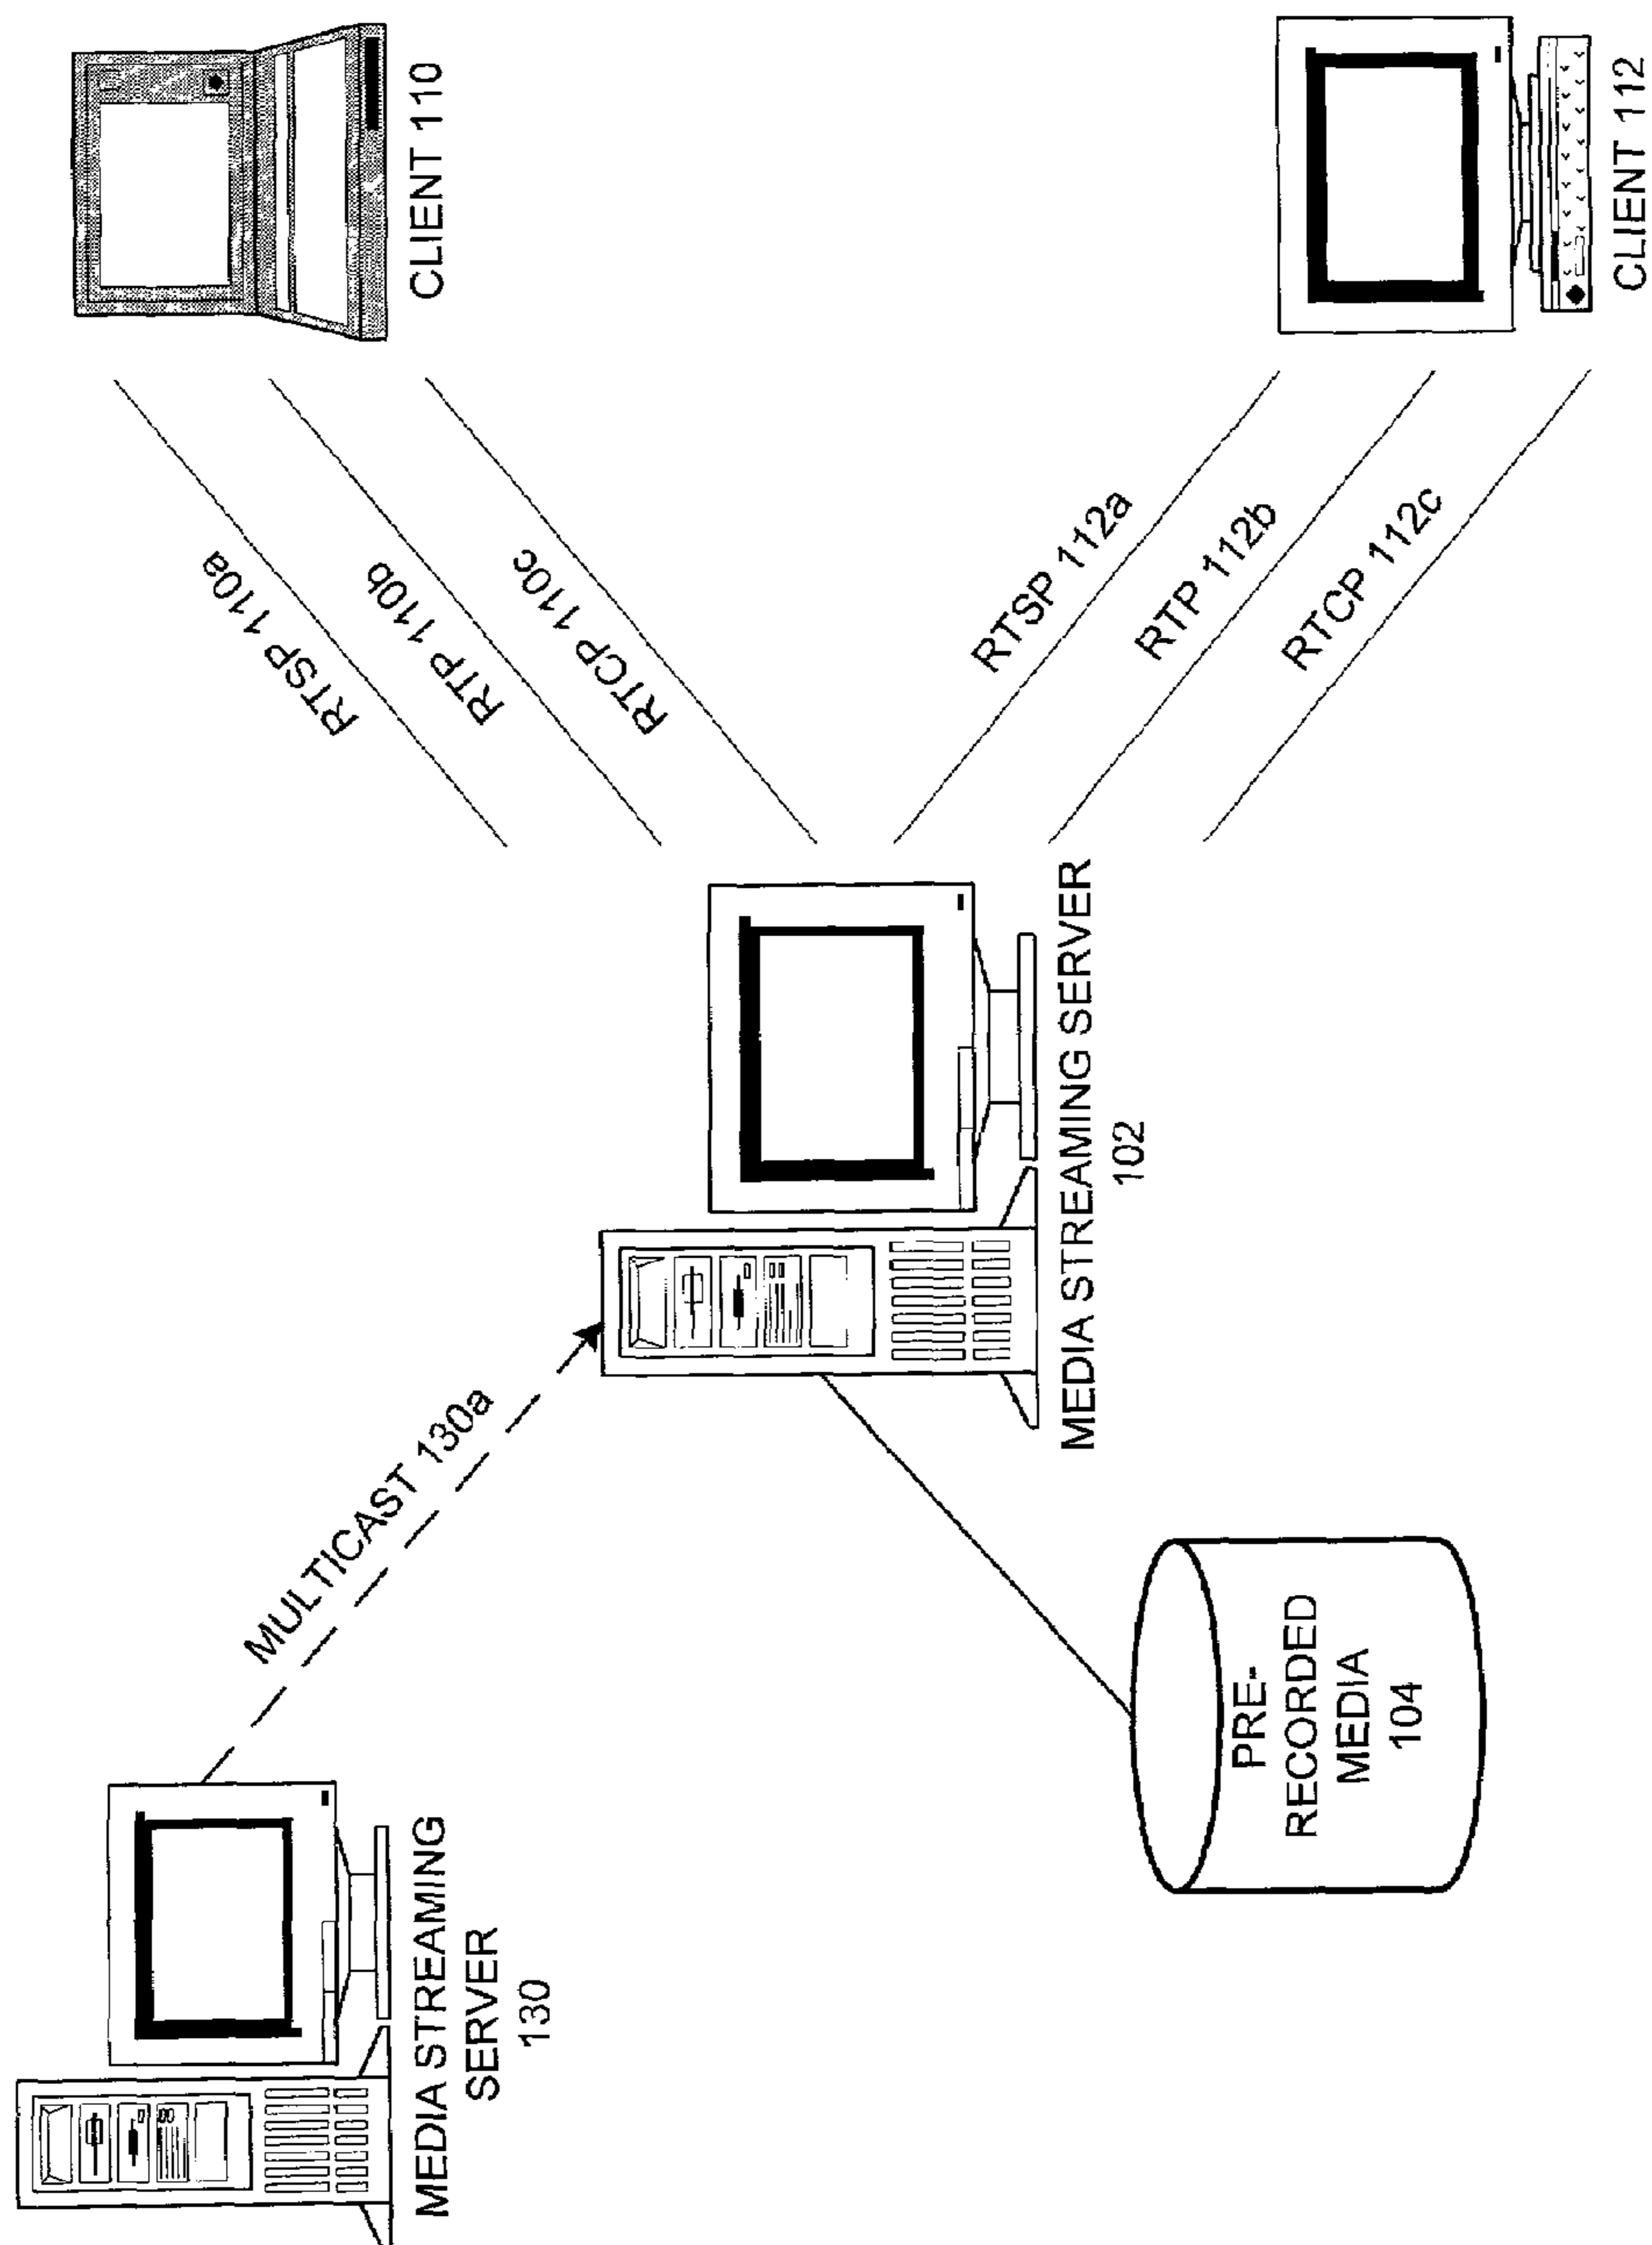 MEDIA STREAMING
SERVER
130
MULTICAST 130a
PRE-
RECORDED
MEDIA
104
MEDIA STREAMING SERVER
102
RTSP 110a
RTP 110b
RTCP 110c
RTSP 112a
RTP 112b
RTCP 112c
CLIENT 110
CLIENT 112